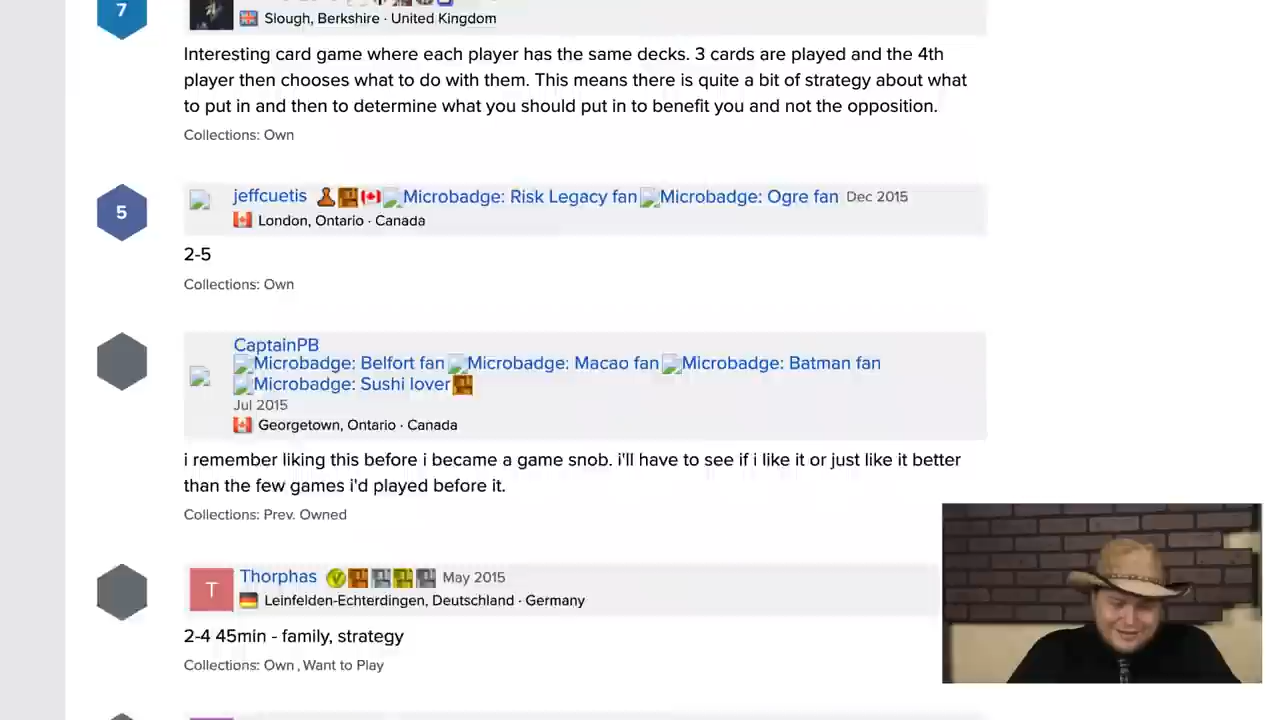 7
Slough, Berkshire · United Kingdom
Interesting card game where each player has the same decks. 3 cards are played and the 4th
player then chooses what to do with them. This means there is quite a bit of strategy about what
to put in and then to determine what you should put in to benefit you and not the opposition.
Collections: Own
5
jeffcuetis Microbadge: Risk Legacy fan Microbadge: Ogre fan Dec 2015
London, Ontario · Canada
2-5
Collections: Own
CaptainPB
Microbadge: Belfort fan Microbadge: Macao fan Microbadge: Batman fan
Microbadge: Sushi lover
Jul 2015
Georgetown, Ontario · Canada
i remember liking this before i became a game snob. i'll have to see if i like it or just like it better
than the few games i'd played before it.
Collections: Prev. Owned
T
Thorphas V May 2015
Leinfelden-Echterdingen, Deutschland · Germany
2-4 45min - family, strategy
Collections: Own , Want to Play